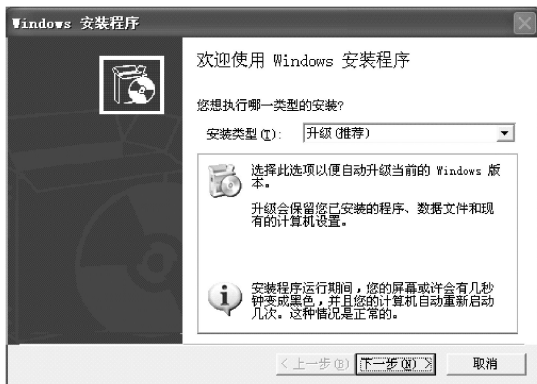 Windows 安装程序
欢迎使用 Windows 安装程序
您想执行哪一类型的安装?
安装类型(T): 升级(推荐)
选择此选项以便自动升级当前的 Windows 版
本。
升级会保留您已安装的程序、数据文件和现
有的计算机设置。
安装程序运行期间，您的屏幕或许会有几秒
钟变成黑色，并且您的计算机自动重新启动
几次。这种情况是正常的。
<上一步(B) 下一步(N)> 取消